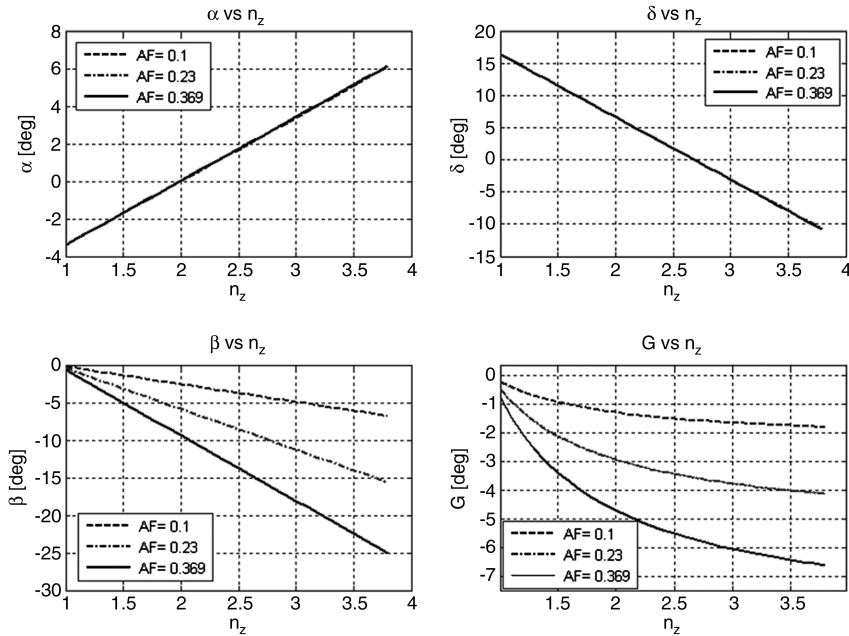 α vs n_z
8
6
4
2
0
-2
-4
α [deg]
AF= 0.1
AF= 0.23
AF= 0.369
1 1.5 2 2.5 3 3.5 4
n_z
δ vs n_z
20
15
10
5
0
-5
-10
-15
δ [deg]
AF= 0.1
AF= 0.23
AF= 0.369
1 1.5 2 2.5 3 3.5 4
n_z
β vs n_z
0
-5
-10
-15
-20
-25
-30
β [deg]
AF= 0.1
AF= 0.23
AF= 0.369
1 1.5 2 2.5 3 3.5 4
n_z
G vs n_z
0
-1
-2
-3
-4
-5
-6
-7
G [deg]
AF= 0.1
AF= 0.23
AF= 0.369
1.5 2 2.5 3 3.5
n_z